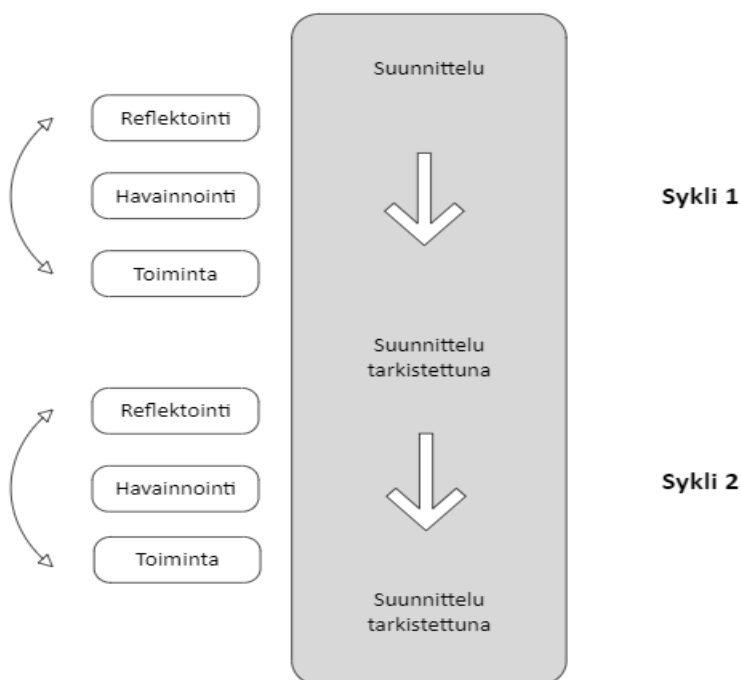 Suunnittelu
Reflektointi
Havainnointi
Toiminta
Sykli 1
Suunnittelu
tarkistettuna
Reflektointi
Havainnointi
Toiminta
Sykli 2
Suunnittelu
tarkistettuna